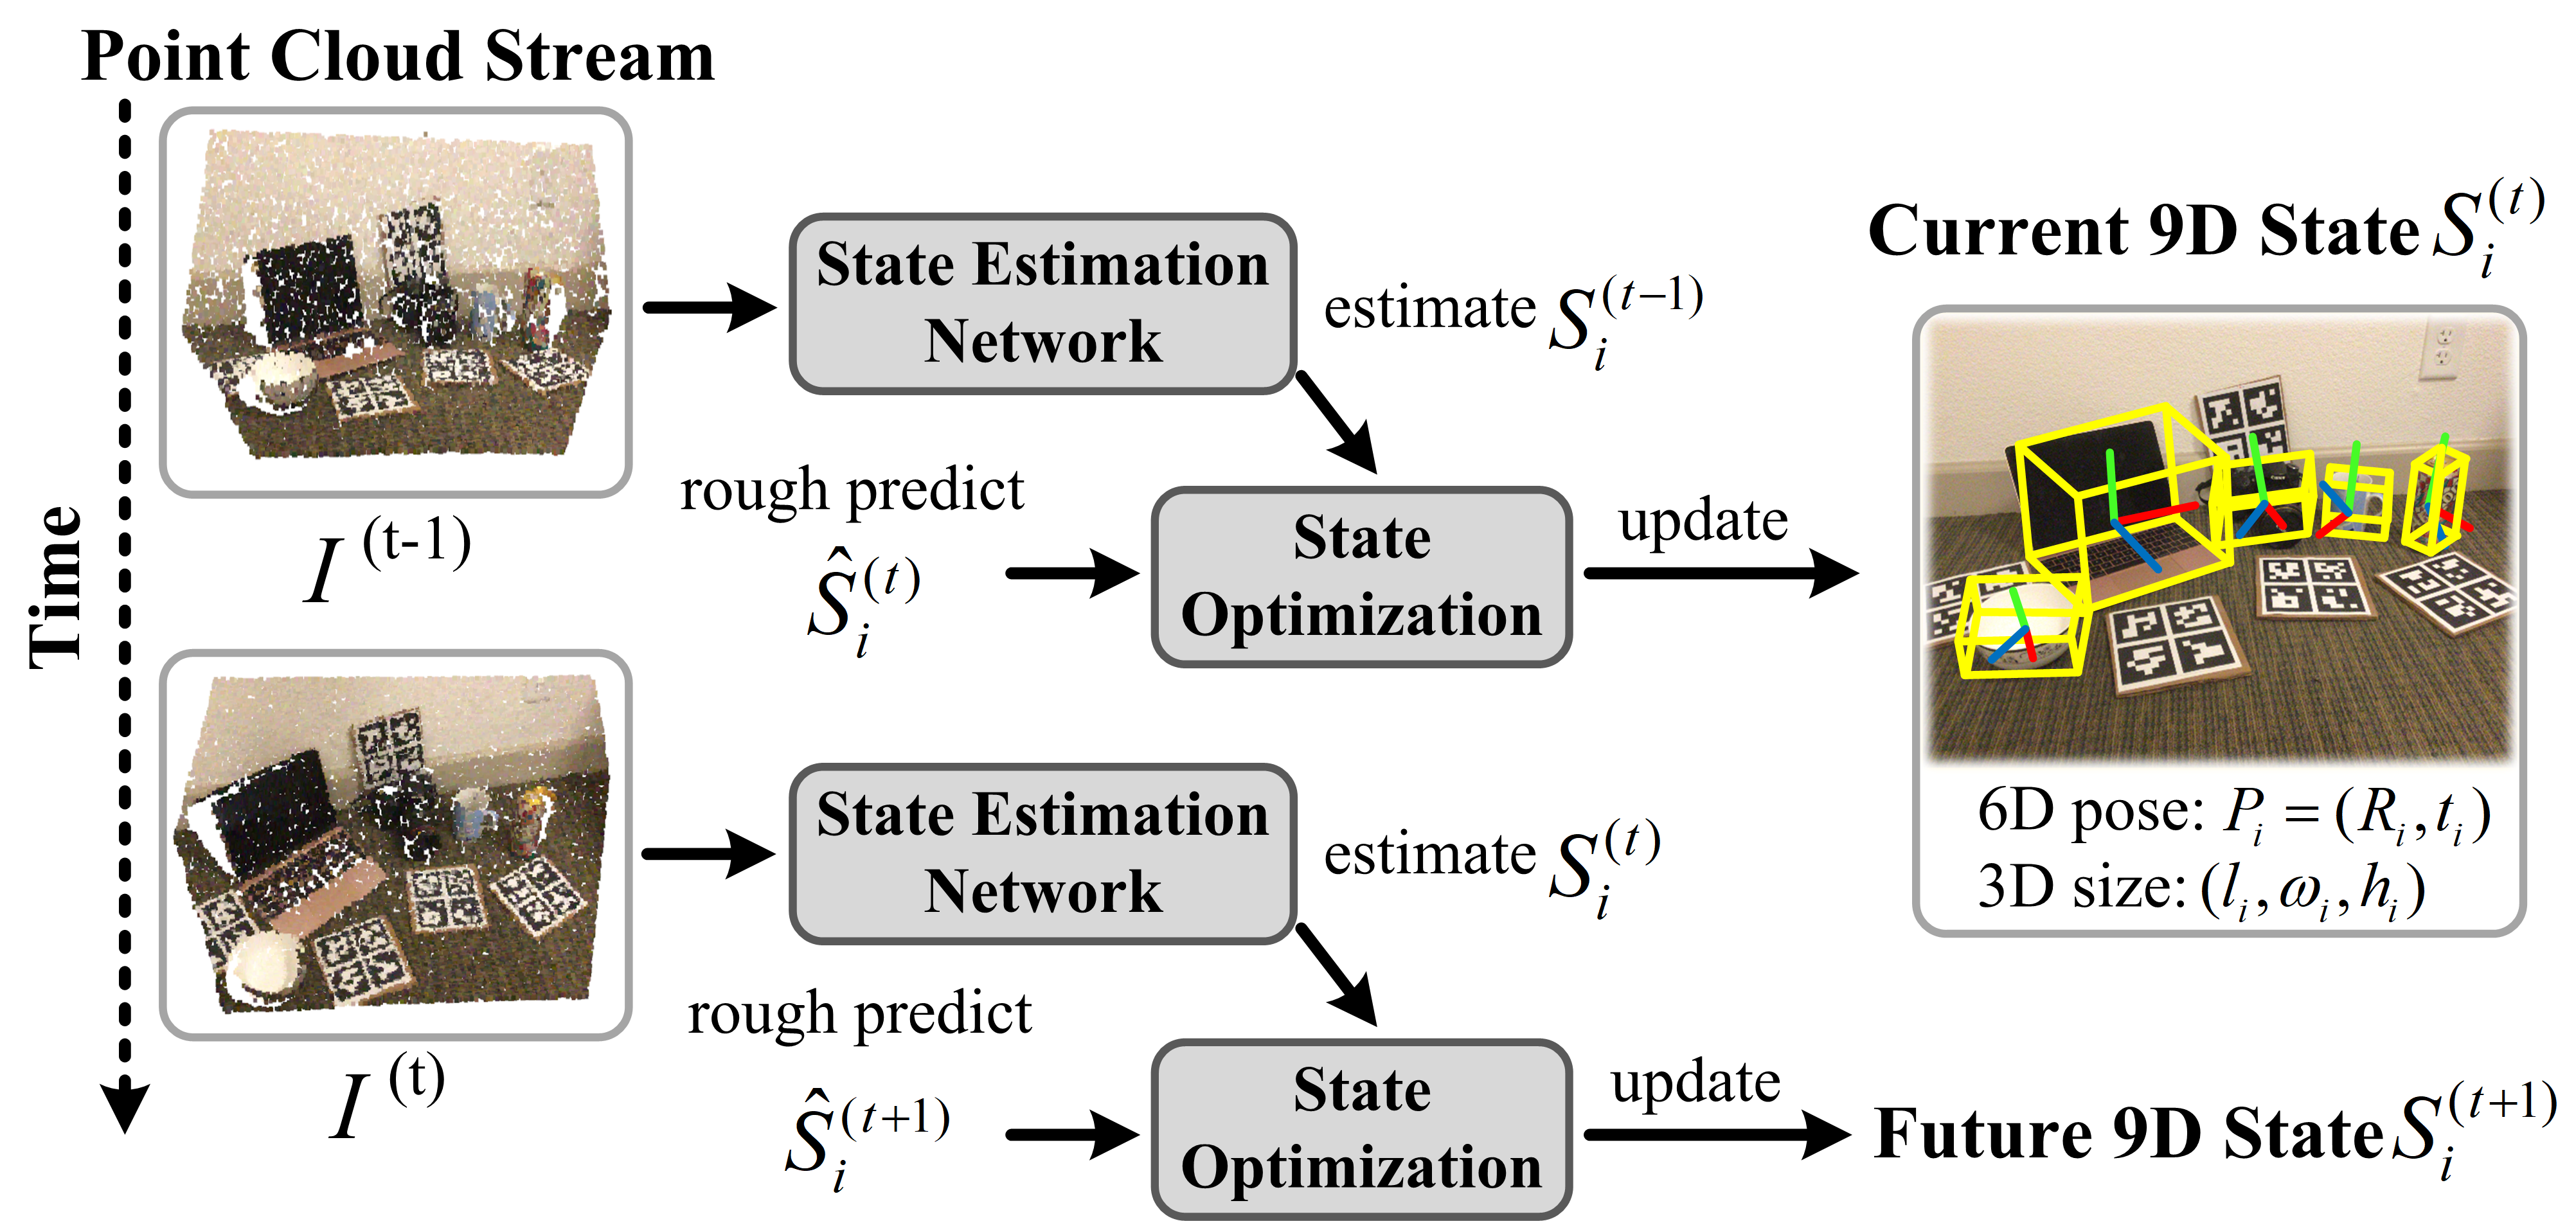 Point Cloud Stream
Time
I^{(t-1)}
State Estimation
Network
estimate S_i^{(t-1)}
rough predict
\hat{S}_i^{(t)}
State
Optimization
update
Current 9D State S_i^{(t)}
6D pose: P_i = (R_i, t_i)
3D size: (l_i, ω_i, h_i)
I^{(t)}
State Estimation
Network
estimate S_i^{(t)}
rough predict
\hat{S}_i^{(t+1)}
State
Optimization
update
Future 9D State S_i^{(t+1)}